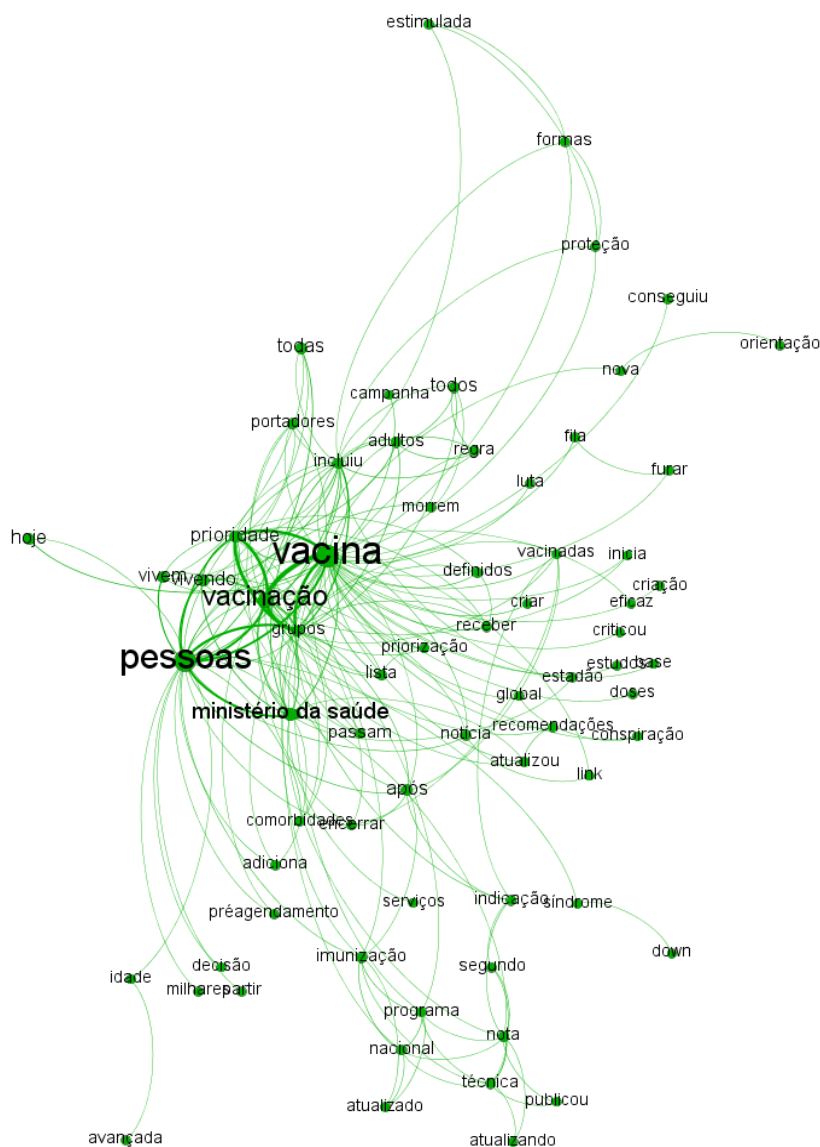 estimulada
formas
proteção
conseguiu
orientação
todas
nova
campanha
todos
portadores
adultos
fila
regra
incluiu
furar
luta
morrem
prioridade
hoje
vacina
vacinadas
inicia
vivem
vivendo
definidos
criação
vacinação
criar
eficaz
grupos
receber
criticou
priorização
pessoas
lista
estadão
estudos
base
global
doses
ministério da saúde
passam
notícia
recomendações
conspiração
atualizou
link
após
comorbidades
encerrar
adiciona
serviços
indicação
síndrome
préagendamento
imunização
segundo
down
decisão
idade
milhares
partir
programa
nota
nacional
técnica
atualizado
publicou
avançada
atualizando